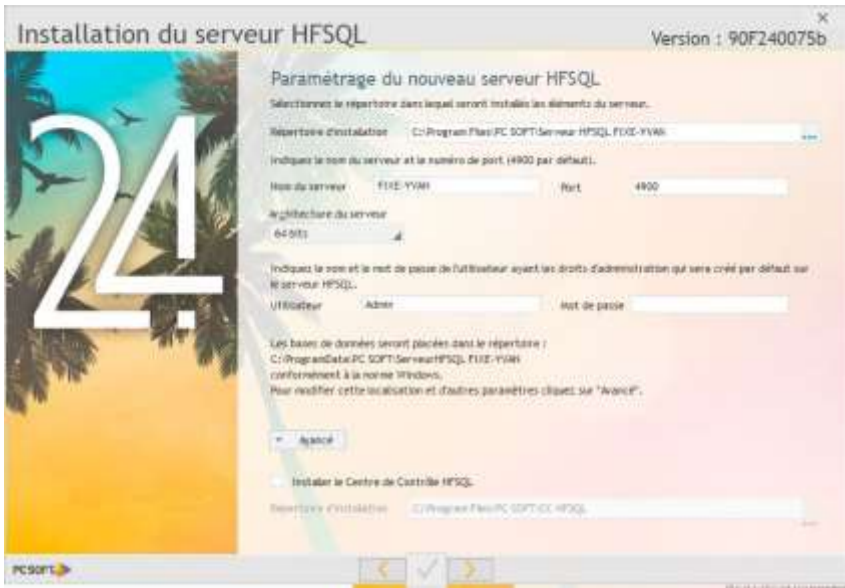 Installation du serveur HFSQL
Version : 90F240075b
24
Paramétrage du nouveau serveur HFSQL
Sélectionnez le répertoire dans lequel seront installés les éléments du serveur.
Répertoire d'installation C:\Program Files\PC SOFT\Serveur HFSQL FIXE-YVAN ...
Indiquez le nom du serveur et le numéro de port (4900 par défaut).
Nom du serveur FIXE-YVAN Port 4900
Architecture du serveur
64 bits
Indiquez le nom et le mot de passe de l'utilisateur ayant les droits d'administration qui sera créé par défaut sur
le serveur HFSQL.
Utilisateur Admin Mot de passe
Les bases de données seront placées dans le répertoire :
C:\ProgramData\PC SOFT\ServeurHFSQL FIXE-YVAN
conformément à la norme Windows.
Pour modifier cette localisation et d'autres paramètres cliquez sur "Avancé".
Avancé
Installer le Centre de Contrôle HFSQL
Répertoire d'installation C:\Program Files\PC SOFT\CC HFSQL ...
PC SOFT